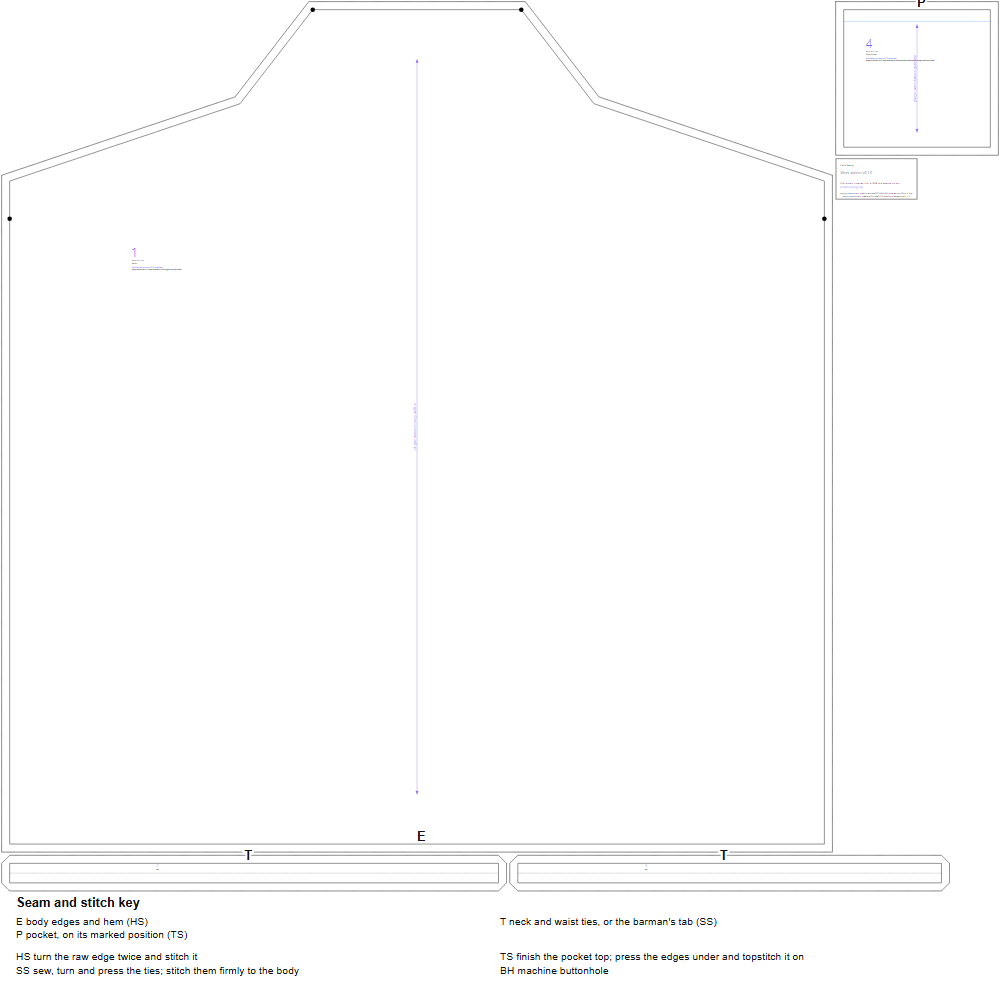 P
4
1
E
T
T
Seam and stitch key
E body edges and hem (HS)
T neck and waist ties, or the barman's tab (SS)
P pocket, on its marked position (TS)
HS turn the raw edge twice and stitch it
TS finish the pocket top; press the edges under and topstitch it on
SS sew, turn and press the ties; stitch them firmly to the body
BH machine buttonhole